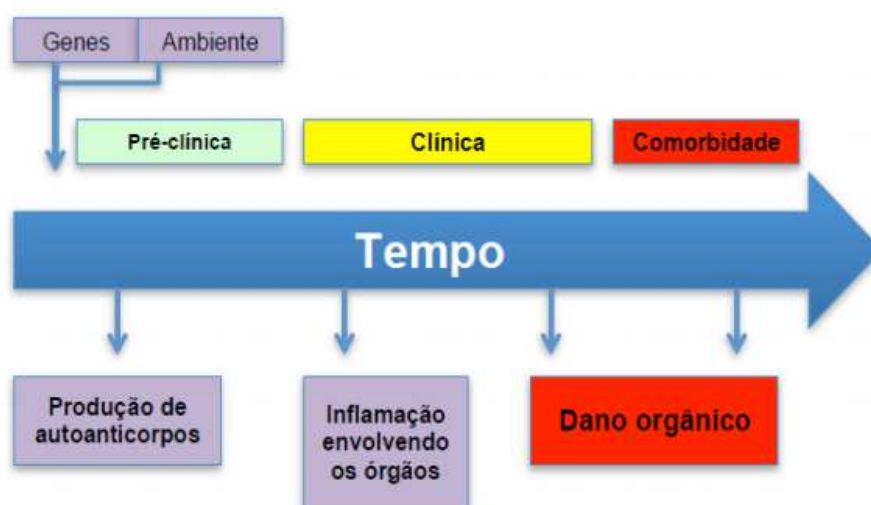 Genes
Ambiente
Pré-clínica
Clínica
Comorbidade
Tempo
Produção de
autoanticorpos
Inflamação
envolvendo
os órgãos
Dano orgânico